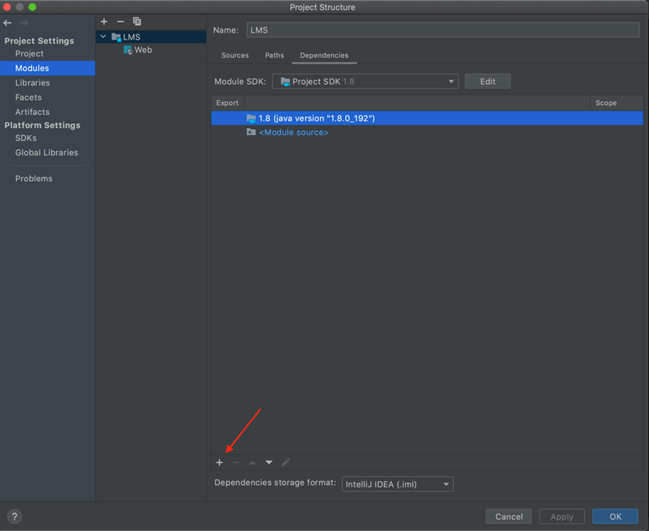 Project Structure
Project Settings
Project
Modules
Libraries
Facets
Artifacts
Platform Settings
SDKs
Global Libraries
Problems
LMS
Web
Name: LMS
Sources Paths Dependencies
Module SDK: Project SDK 1.8 Edit
Export Scope
1.8 (java version "1.8.0_192")
<Module source>
Dependencies storage format: IntelliJ IDEA (.iml)
? Cancel Apply OK